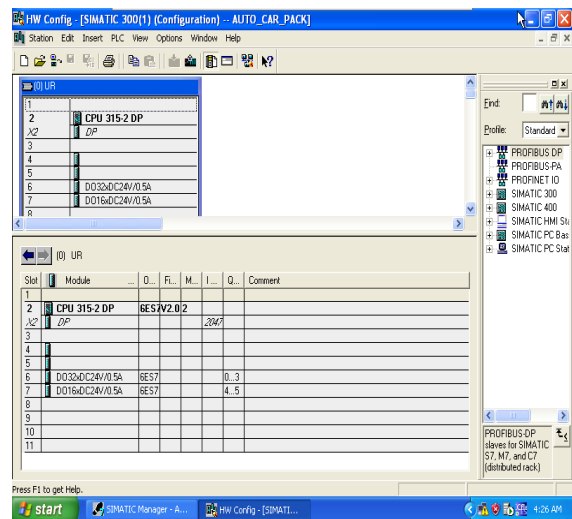 HW Config - [SIMATIC 300(1) (Configuration) -- AUTO_CAR_PACK]
Station Edit Insert PLC View Options Window Help
(0) UR
1
2 CPU 315-2 DP
X2 DP
3
4
5
6 DO32xDC24V/0.5A
7 DO16xDC24V/0.5A
8
Find:
Profile: Standard
PROFIBUS DP
PROFIBUS-PA
PROFINET IO
SIMATIC 300
SIMATIC 400
SIMATIC HMI St
SIMATIC PC Bas
SIMATIC PC Stat
(0) UR
Slot Module ... O... Fi... M... I... Q... Comment
1
2 CPU 315-2 DP 6ES7 V2.0 2
X2 DP 2047
3
4
5
6 DO32xDC24V/0.5A 6ES7 0...3
7 DO16xDC24V/0.5A 6ES7 4...5
8
9
10
11
PROFIBUS-DP
slaves for SIMATIC
S7, M7, and C7
(distributed rack)
Press F1 to get Help.
start SIMATIC Manager - A... HW Config - [SIMATI... 4:26 AM